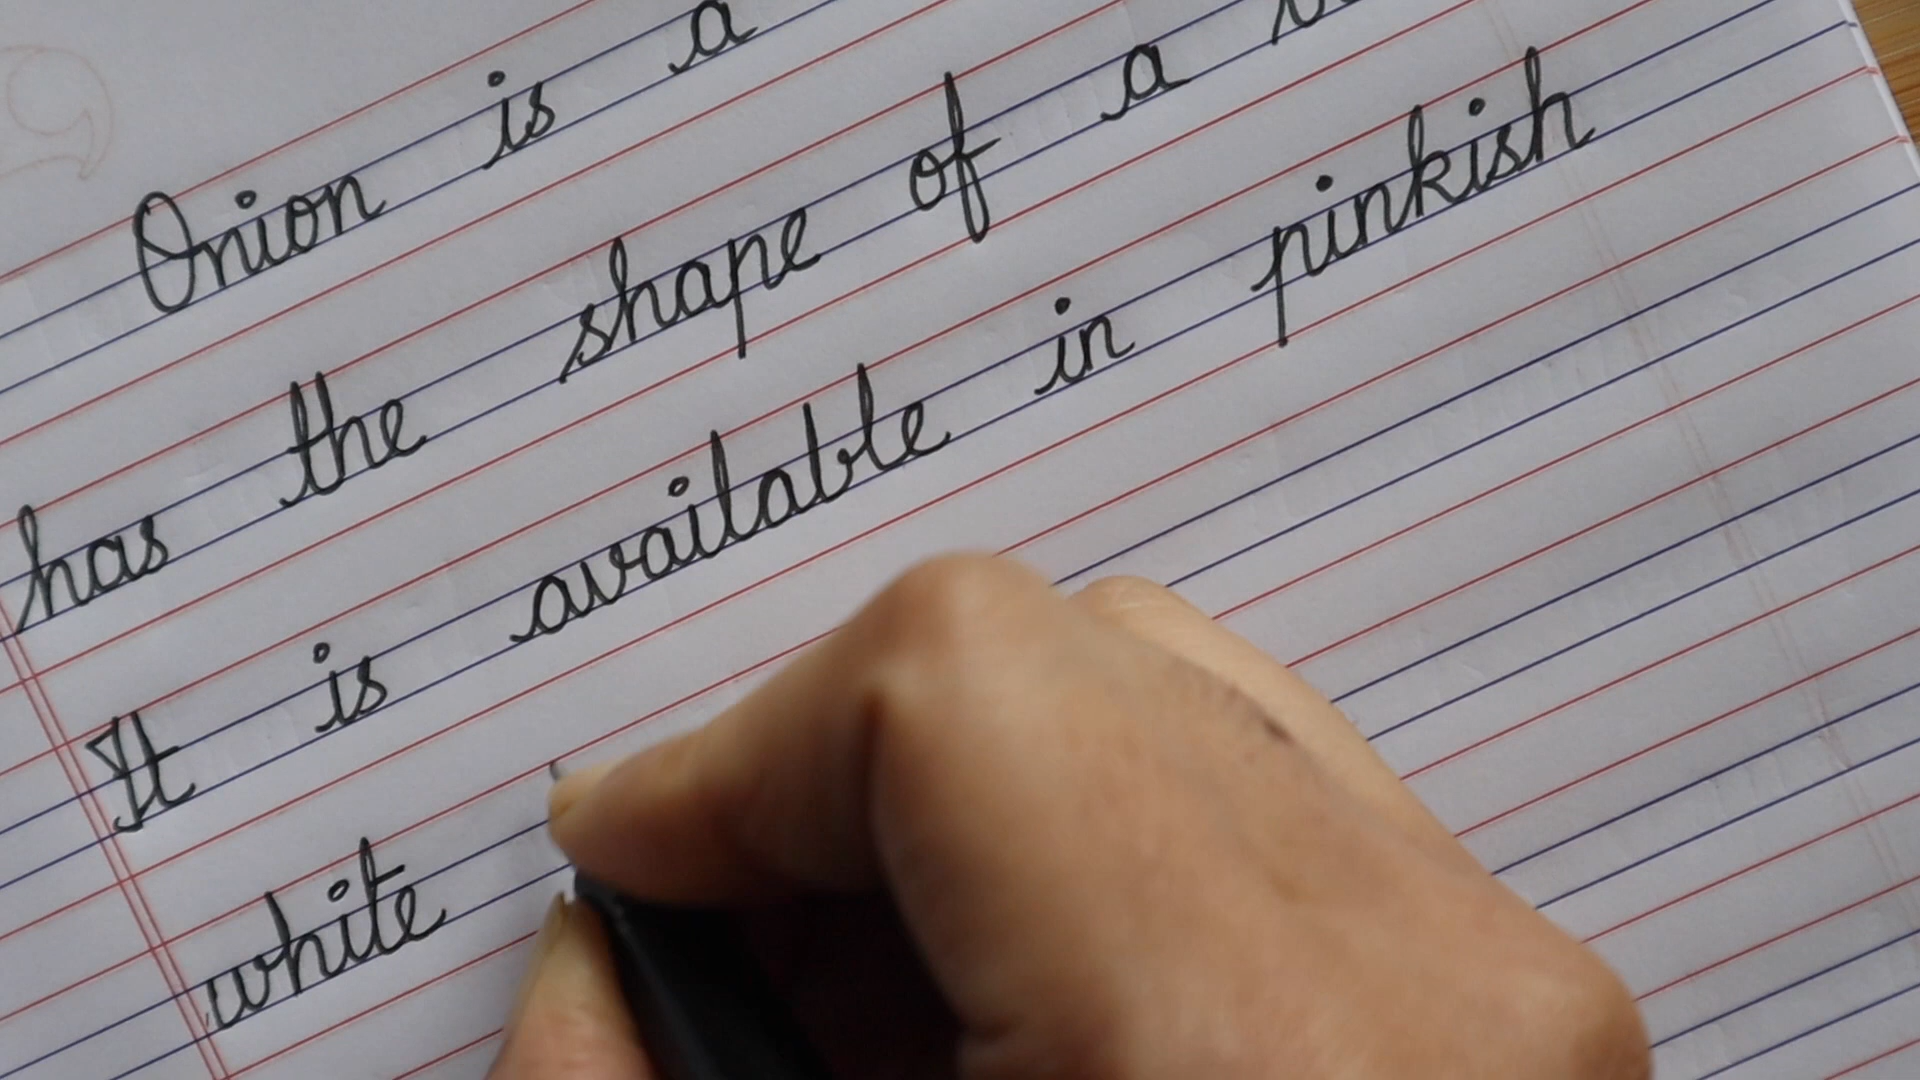 Onion is a
has the shape of a
It is available in pinkish
white